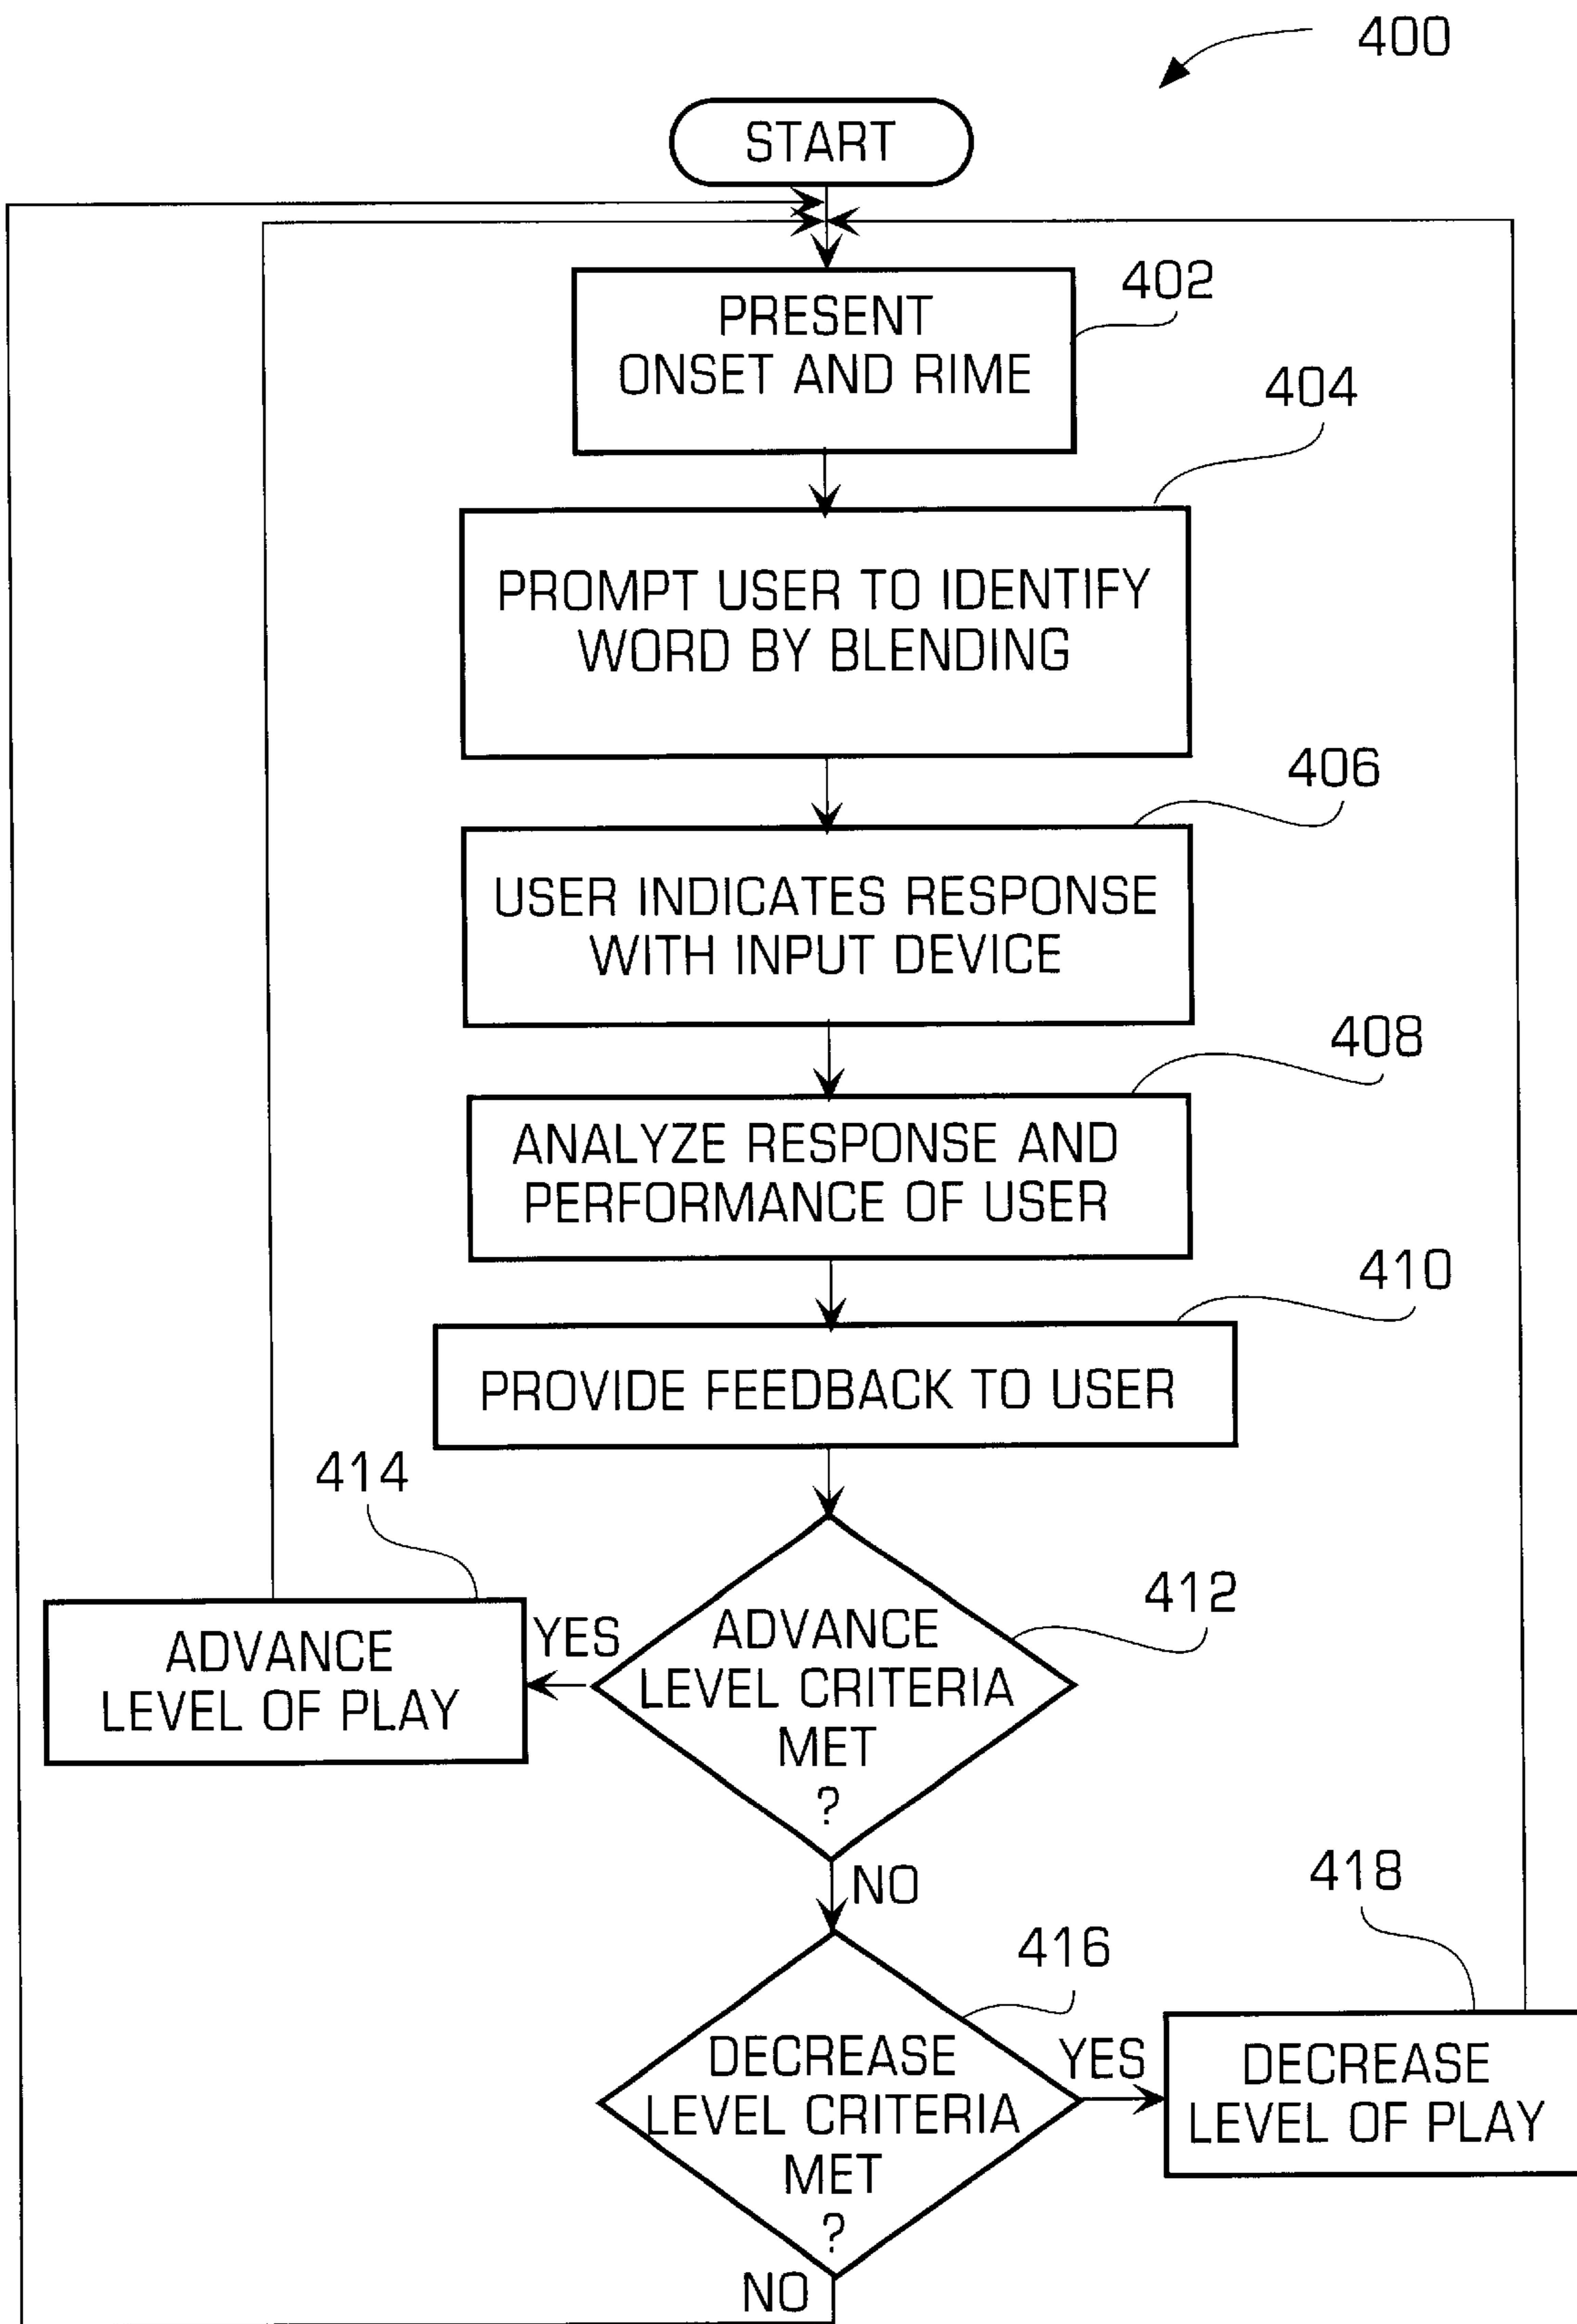 400
START
402
PRESENT
ONSET AND RIME
404
PROMPT USER TO IDENTIFY
WORD BY BLENDING
406
USER INDICATES RESPONSE
WITH INPUT DEVICE
408
ANALYZE RESPONSE AND
PERFORMANCE OF USER
410
PROVIDE FEEDBACK TO USER
414
412
ADVANCE
LEVEL OF PLAY
YES
ADVANCE
LEVEL CRITERIA
MET
?
NO
418
416
DECREASE
LEVEL CRITERIA
MET
?
YES
DECREASE
LEVEL OF PLAY
NO